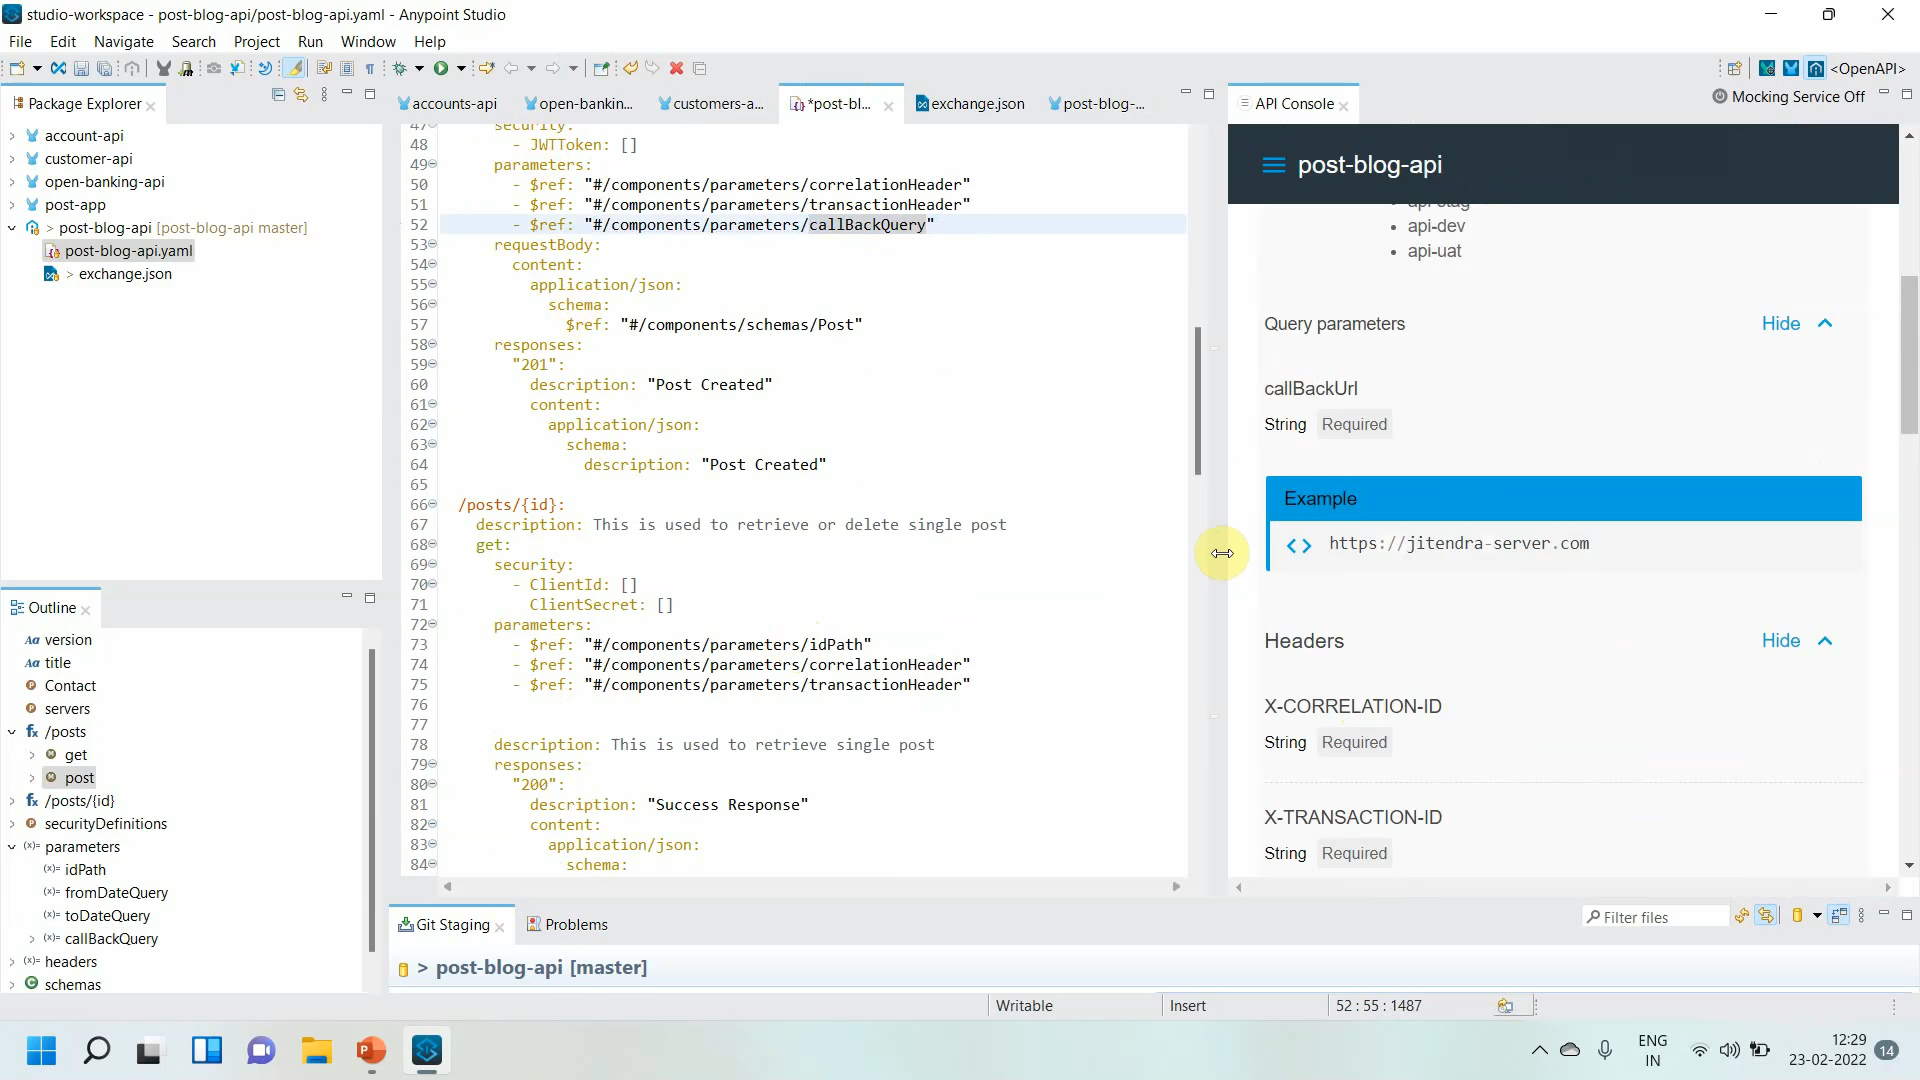 studio-workspace - post-blog-api/post-blog-api.yaml - Anypoint Studio
File Edit Navigate Search Project Run Window Help
<OpenAPI>
Package Explorer
account-api
customer-api
open-banking-api
post-app
> post-blog-api [post-blog-api master]
post-blog-api.yaml
> exchange.json
Outline
version
title
Contact
servers
/posts
get
post
/posts/{id}
securityDefinitions
parameters
idPath
fromDateQuery
toDateQuery
callBackQuery
headers
schemas
accounts-api open-bankin... customers-a... *post-bl... exchange.json post-blog-...
47 security:
48 - JWTToken: []
49 parameters:
50 - $ref: "#/components/parameters/correlationHeader"
51 - $ref: "#/components/parameters/transactionHeader"
52 - $ref: "#/components/parameters/callBackQuery"
53 requestBody:
54 content:
55 application/json:
56 schema:
57 $ref: "#/components/schemas/Post"
58 responses:
59 "201":
60 description: "Post Created"
61 content:
62 application/json:
63 schema:
64 description: "Post Created"
65
66 /posts/{id}:
67 description: This is used to retrieve or delete single post
68 get:
69 security:
70 - ClientId: []
71 ClientSecret: []
72 parameters:
73 - $ref: "#/components/parameters/idPath"
74 - $ref: "#/components/parameters/correlationHeader"
75 - $ref: "#/components/parameters/transactionHeader"
76
77
78 description: This is used to retrieve single post
79 responses:
80 "200":
81 description: "Success Response"
82 content:
83 application/json:
84 schema:
API Console
Mocking Service Off
post-blog-api
api-stag
api-dev
api-uat
Query parameters Hide
callBackUrl
String Required
Example
https://jitendra-server.com
Headers Hide
X-CORRELATION-ID
String Required
X-TRANSACTION-ID
String Required
Git Staging Problems
Filter files
> post-blog-api [master]
Writable Insert 52 : 55 : 1487
ENG
IN
12:29
23-02-2022
14